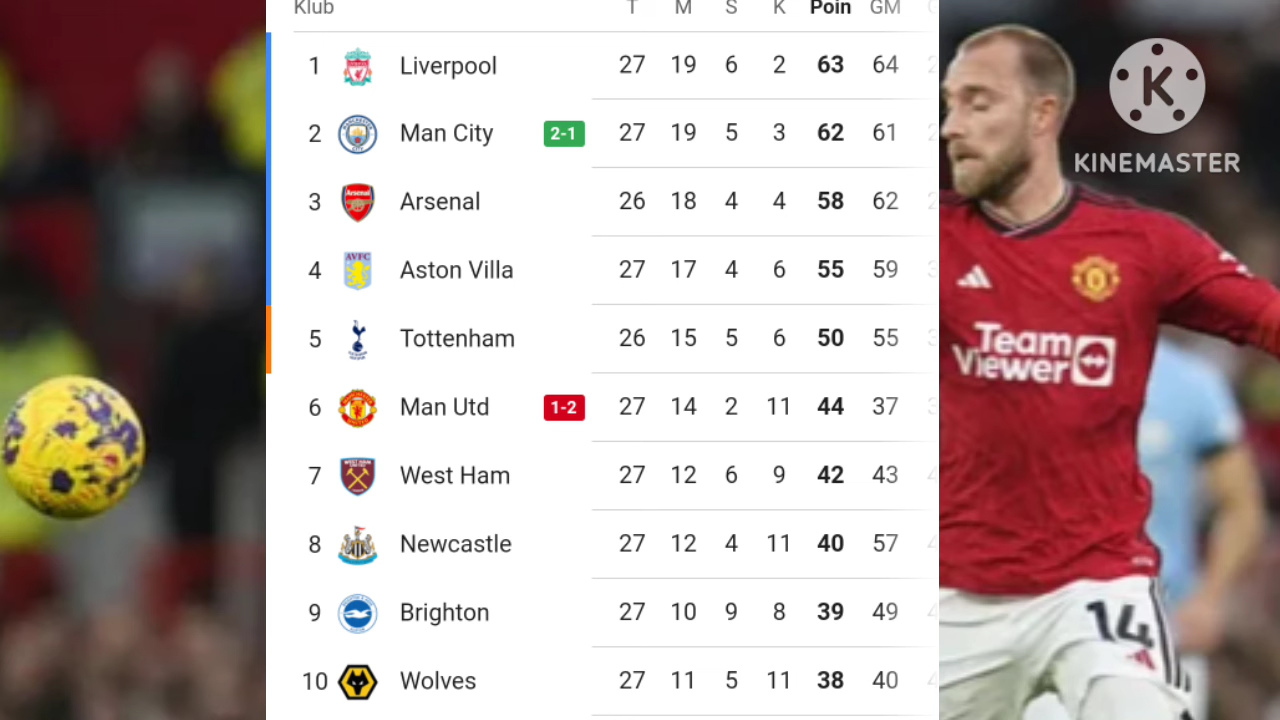 Klub T M S K Poin GM
1 Liverpool 27 19 6 2 63 64
2 Man City 2-1 27 19 5 3 62 61
3 Arsenal 26 18 4 4 58 62
4 Aston Villa 27 17 4 6 55 59
5 Tottenham 26 15 5 6 50 55
6 Man Utd 1-2 27 14 2 11 44 37
7 West Ham 27 12 6 9 42 43
8 Newcastle 27 12 4 11 40 57
9 Brighton 27 10 9 8 39 49
10 Wolves 27 11 5 11 38 40
K
KINEMASTER
Team
Viewer
14
Arsenal
AVFC